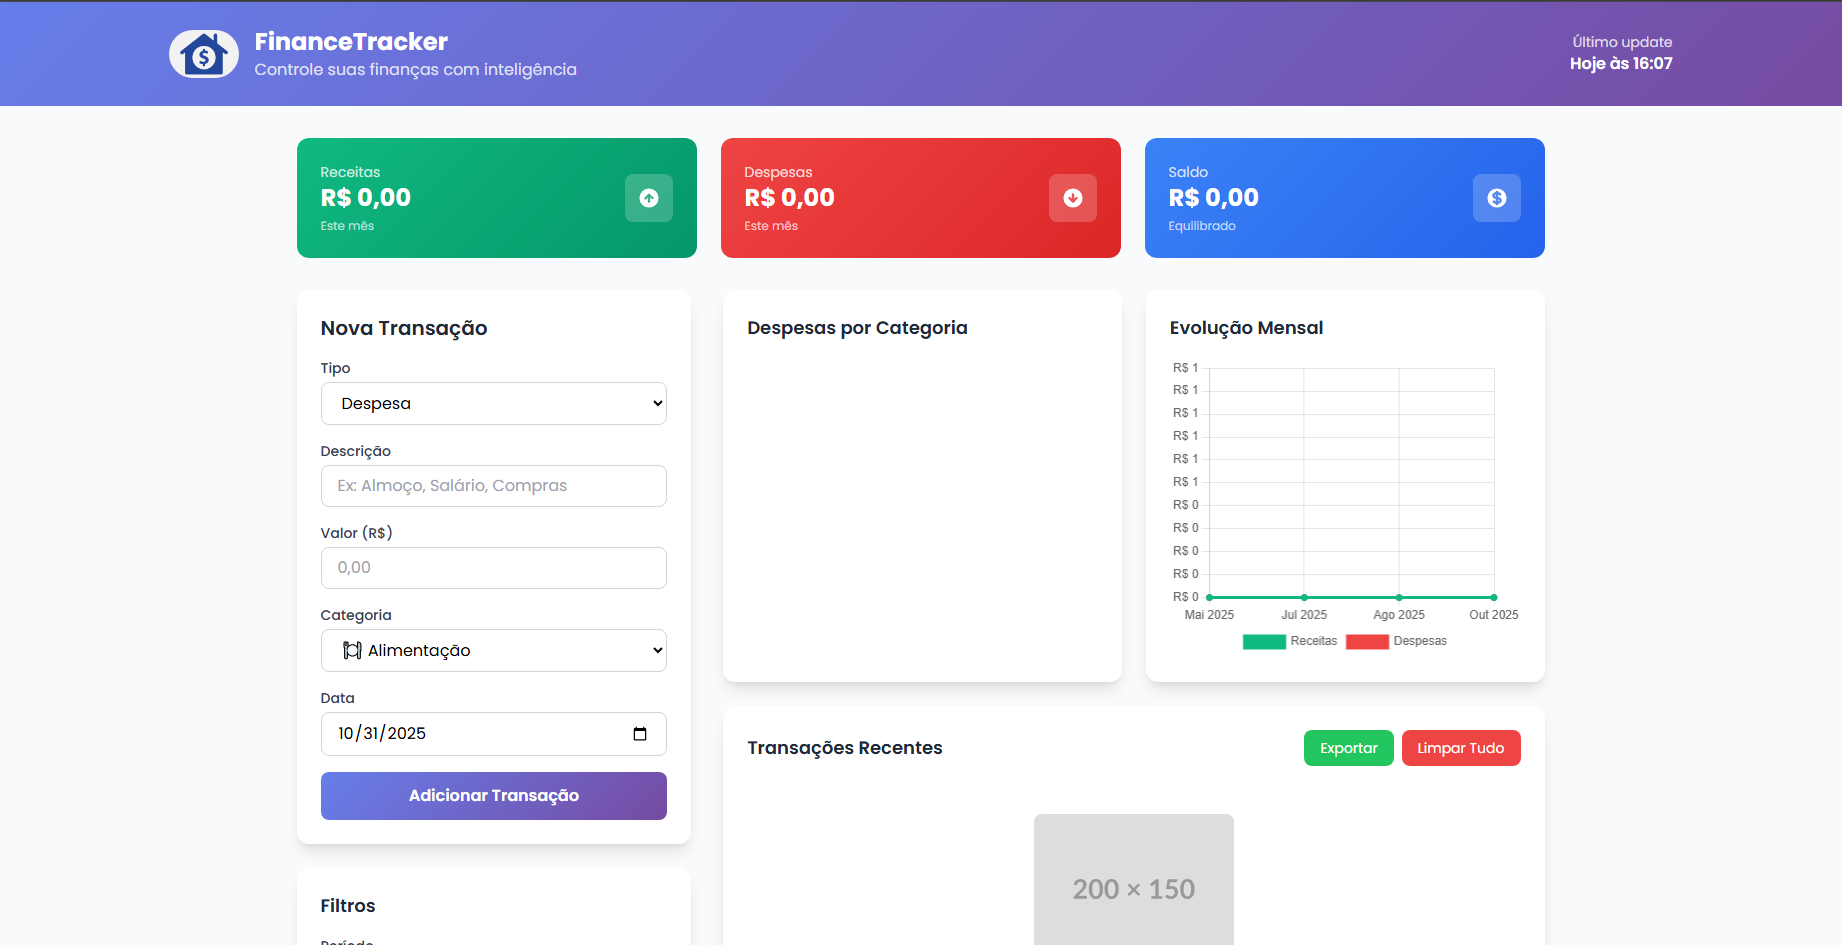 FinanceTracker
Controle suas finanças com inteligência
Último update
Hoje às 16:07
Receitas
R$ 0,00
Este mês
Despesas
R$ 0,00
Este mês
Saldo
R$ 0,00
Equilibrado
Nova Transação
Tipo
Despesa
Descrição
Ex: Almoço, Salário, Compras
Valor (R$)
0,00
Categoria
Alimentação
Data
10/31/2025
Adicionar Transação
Filtros
Período
Despesas por Categoria
Evolução Mensal
R$ 1
R$ 1
R$ 1
R$ 1
R$ 1
R$ 1
R$ 0
R$ 0
R$ 0
R$ 0
R$ 0
Mai 2025 Jul 2025 Ago 2025 Out 2025
Receitas Despesas
Transações Recentes
Exportar
Limpar Tudo
200 × 150